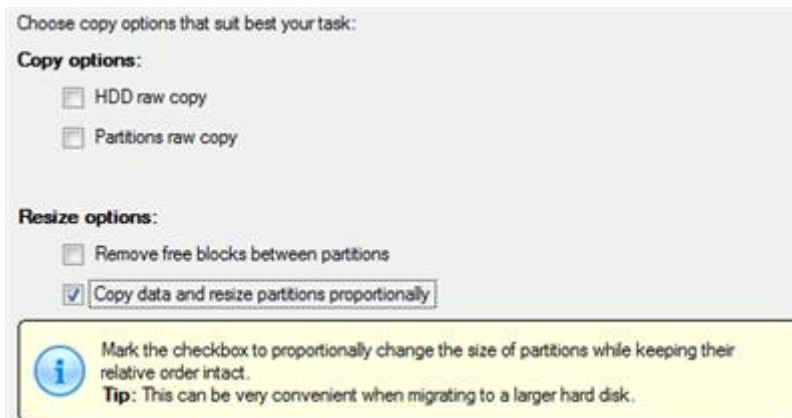 Choose copy options that suit best your task:
Copy options:
HDD raw copy
Partitions raw copy
Resize options:
Remove free blocks between partitions
Copy data and resize partitions proportionally
Mark the checkbox to proportionally change the size of partitions while keeping their
relative order intact.
Tip: This can be very convenient when migrating to a larger hard disk.